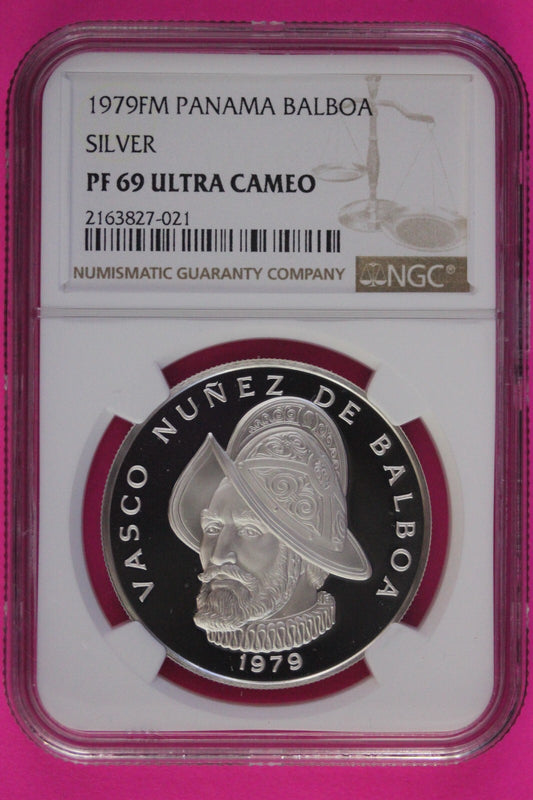 1979FM PANAMA BALBOA
SILVER
PF 69 ULTRA CAMEO
2163827-021
NUMISMATIC GUARANTY COMPANY NGC®
VASCO NUÑEZ DE BALBOA
1979